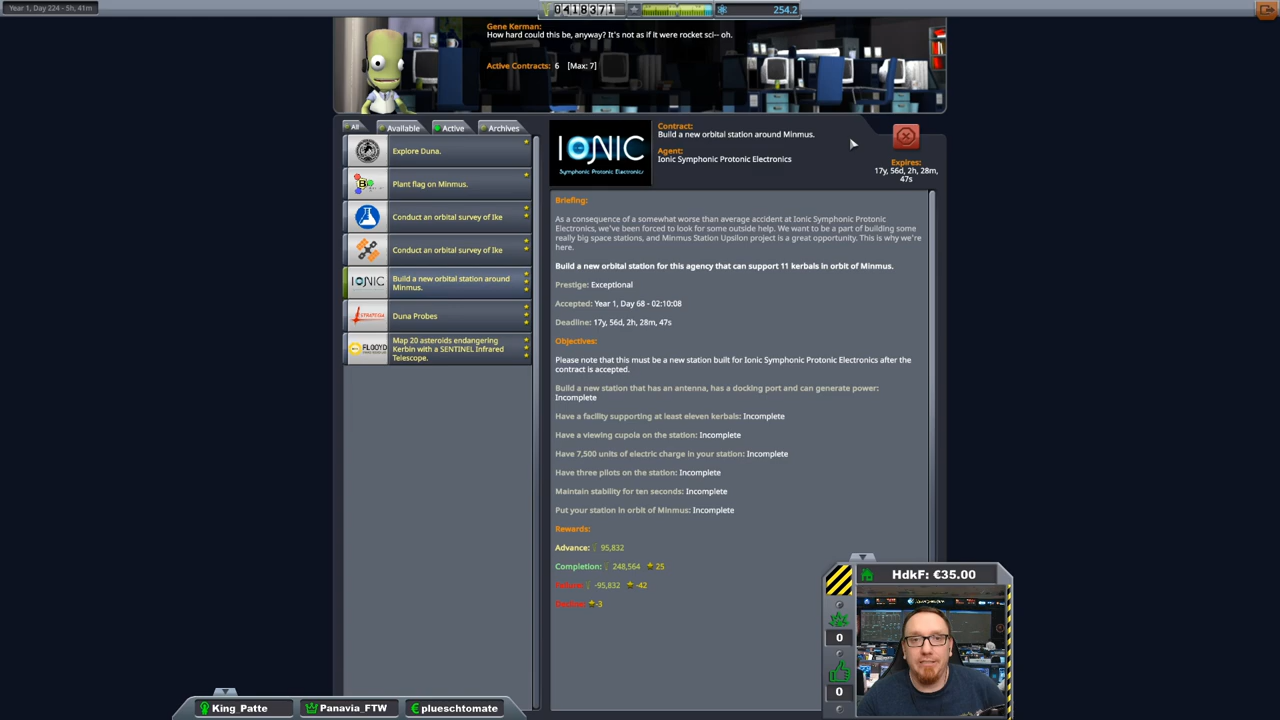 Year 1, Day 224 - 5h, 41m
0418371
254.2
Gene Kerman:
How hard could this be, anyway? It's not as if it were rocket sci-- oh.
Active Contracts: 6 [Max: 7]
All
Available
Active
Archives
Explore Duna.
Plant flag on Minmus.
Conduct an orbital survey of Ike
Conduct an orbital survey of Ike
IONIC
Build a new orbital station around
Minmus.
Duna Probes
Map 20 asteroids endangering
Kerbin with a SENTINEL Infrared
Telescope.
IONIC
Symphonic Protonic Electronics
Contract:
Build a new orbital station around Minmus.
Agent:
Ionic Symphonic Protonic Electronics
Expires:
17y, 56d, 2h, 28m,
47s
Briefing:
As a consequence of a somewhat worse than average accident at Ionic Symphonic Protonic
Electronics, we've been forced to look for some outside help. We want to be a part of building some
really big space stations, and Minmus Station Upsilon project is a great opportunity. This is why we're
here.
Build a new orbital station for this agency that can support 11 kerbals in orbit of Minmus.
Prestige: Exceptional
Accepted: Year 1, Day 68 - 02:10:08
Deadline: 17y, 56d, 2h, 28m, 47s
Objectives:
Please note that this must be a new station built for Ionic Symphonic Protonic Electronics after the
contract is accepted.
Build a new station that has an antenna, has a docking port and can generate power:
Incomplete
Have a facility supporting at least eleven kerbals: Incomplete
Have a viewing cupola on the station: Incomplete
Have 7,500 units of electric charge in your station: Incomplete
Have three pilots on the station: Incomplete
Maintain stability for ten seconds: Incomplete
Put your station in orbit of Minmus: Incomplete
Rewards:
Advance: 95,832
Completion: 248,564 25
Failure: -95,832 -42
Decline: -3
HdkF: €35.00
0
0
King_Patte
Panavia_FTW
plueschtomate